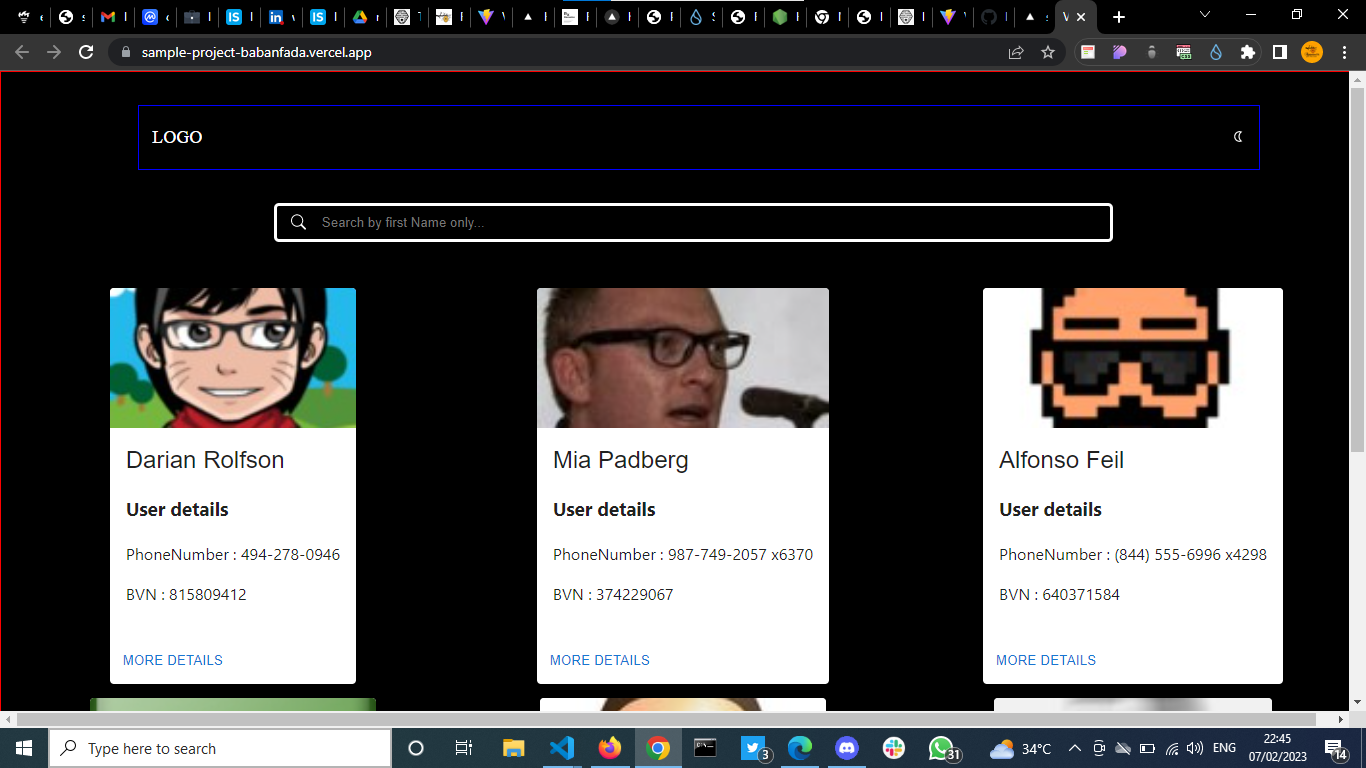 sample-project-babanfada.vercel.app
LOGO
Search by first Name only...
Darian Rolfson
User details
PhoneNumber : 494-278-0946
BVN : 815809412
MORE DETAILS
Mia Padberg
User details
PhoneNumber : 987-749-2057 x6370
BVN : 374229067
MORE DETAILS
Alfonso Feil
User details
PhoneNumber : (844) 555-6996 x4298
BVN : 640371584
MORE DETAILS
Type here to search
3
31
34°C
ENG
22:45
07/02/2023
14